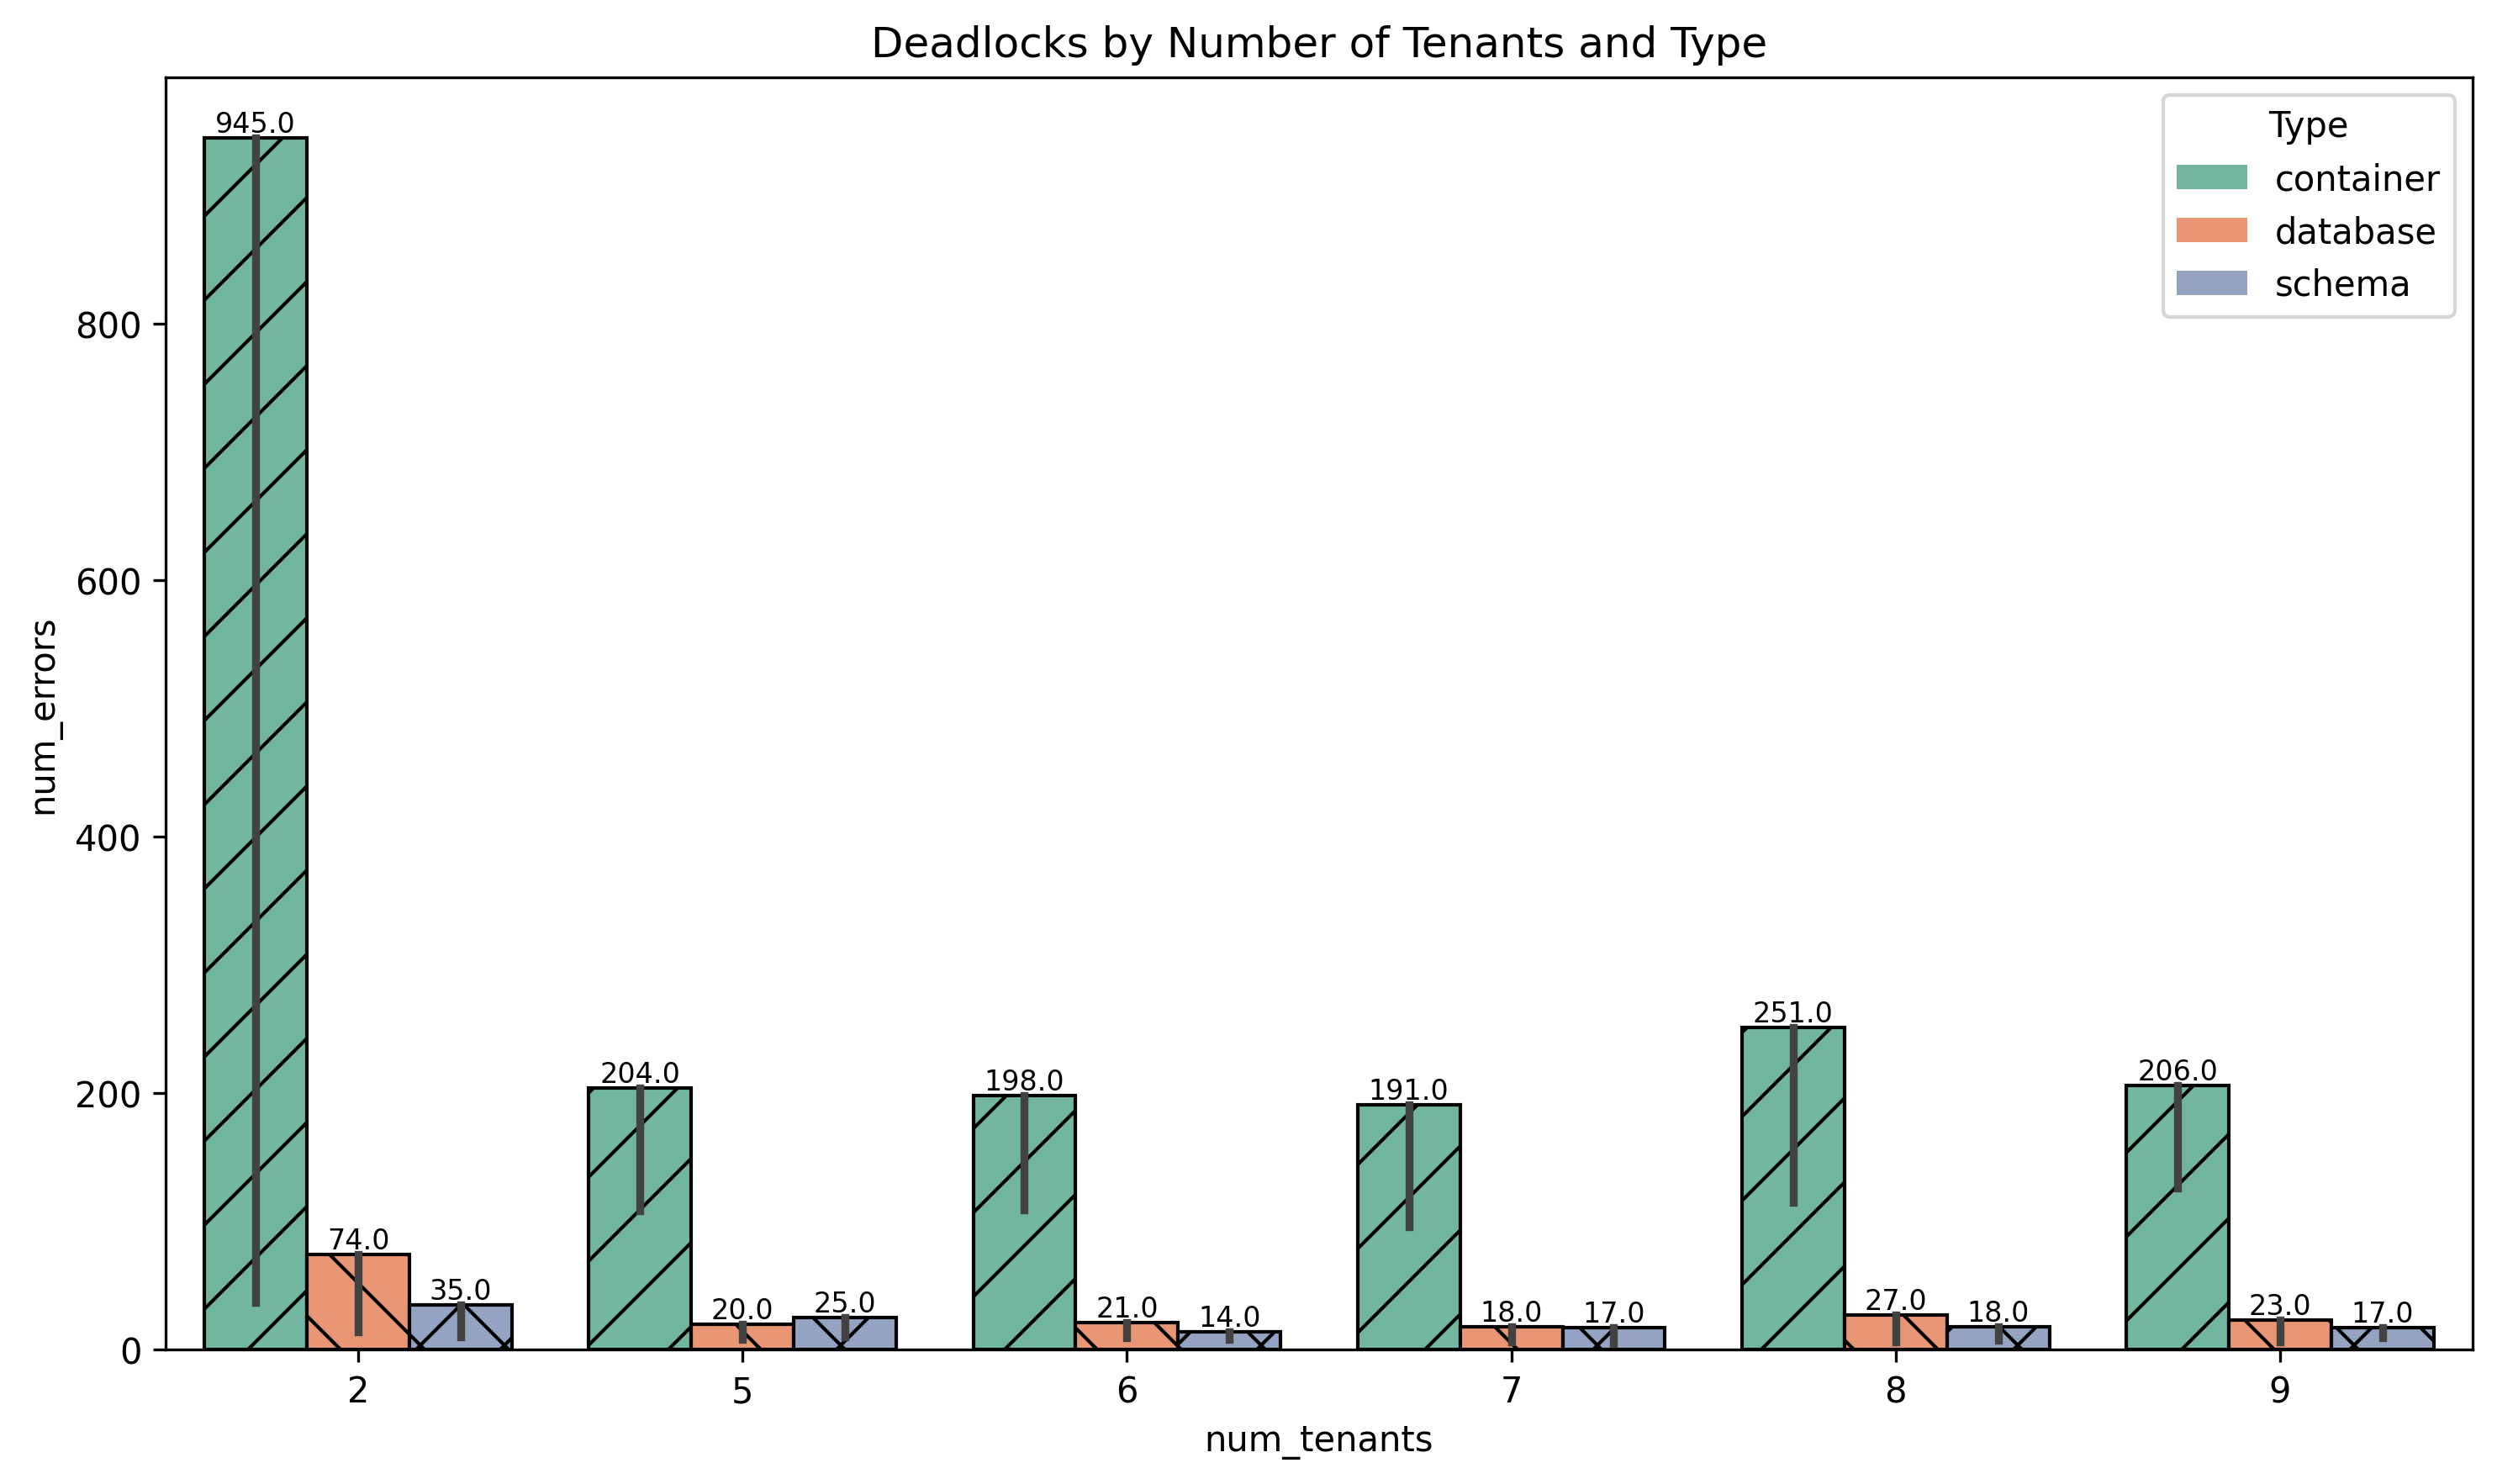 Deadlocks by Number of Tenants and Type
Type
container
database
schema
num_errors
800
600
400
200
0
945.0
74.0
35.0
204.0
20.0
25.0
198.0
21.0
14.0
191.0
18.0
17.0
251.0
27.0
18.0
206.0
23.0
17.0
2 5 6 7 8 9
num_tenants